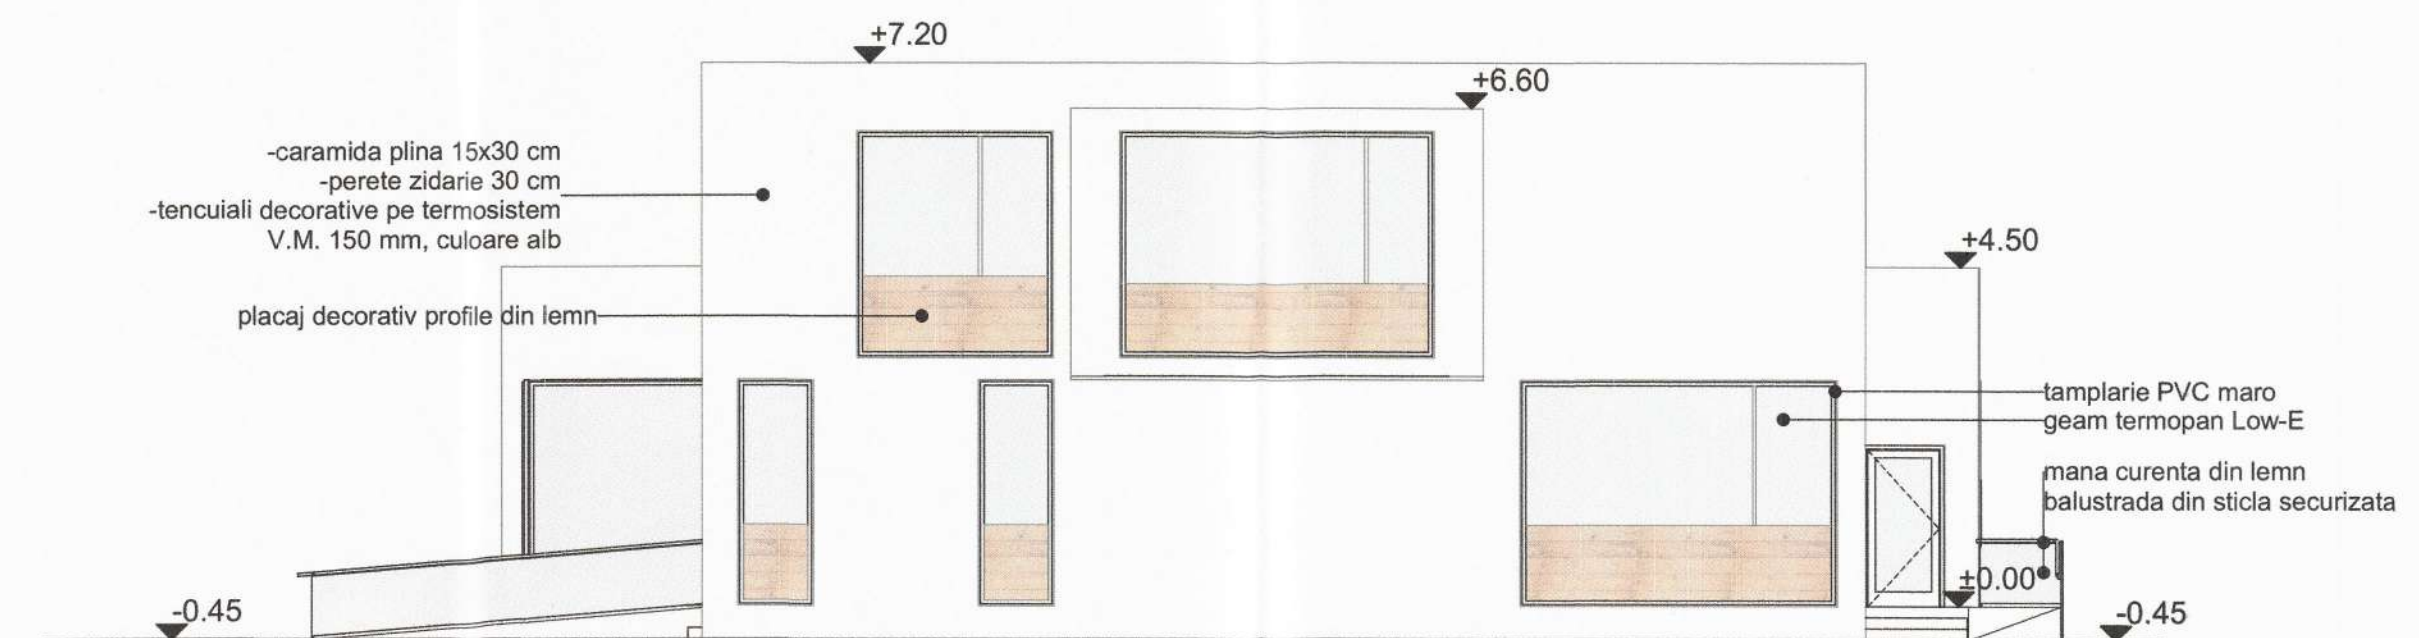 +7.20
+6.60
-caramida plina 15x30 cm
-perete zidarie 30 cm
-tencuiali decorative pe termosistem
V.M. 150 mm, culoare alb
+4.50
placaj decorativ profile din lemn
tamplarie PVC maro
geam termopan Low-E
mana curenta din lemn
balustrada din sticla securizata
±0.00
-0.45
-0.45